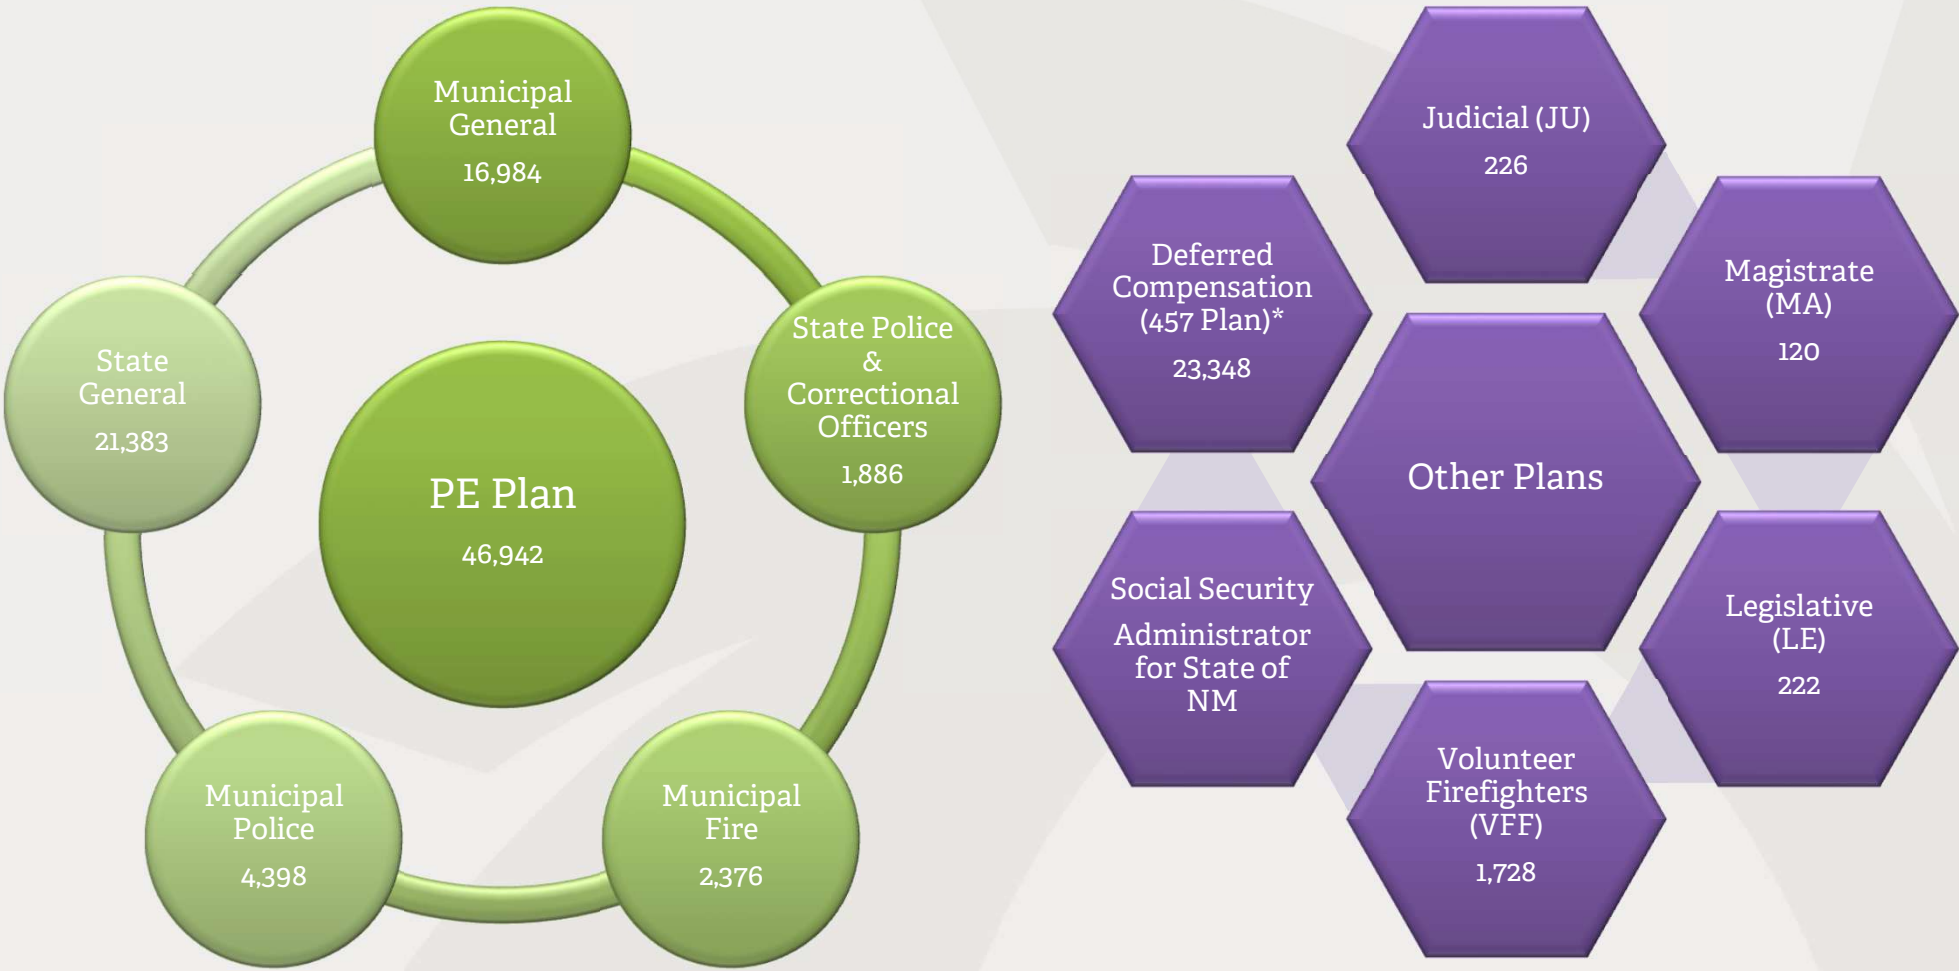 Municipal
General
16,984
State Police
&
Correctional
Officers
1,886
Municipal
Fire
2,376
Municipal
Police
4,398
State
General
21,383
PE Plan
46,942
Judicial (JU)
226
Magistrate
(MA)
120
Legislative
(LE)
222
Volunteer
Firefighters
(VFF)
1,728
Social Security
Administrator
for State of
NM
Deferred
Compensation
(457 Plan)*
23,348
Other Plans